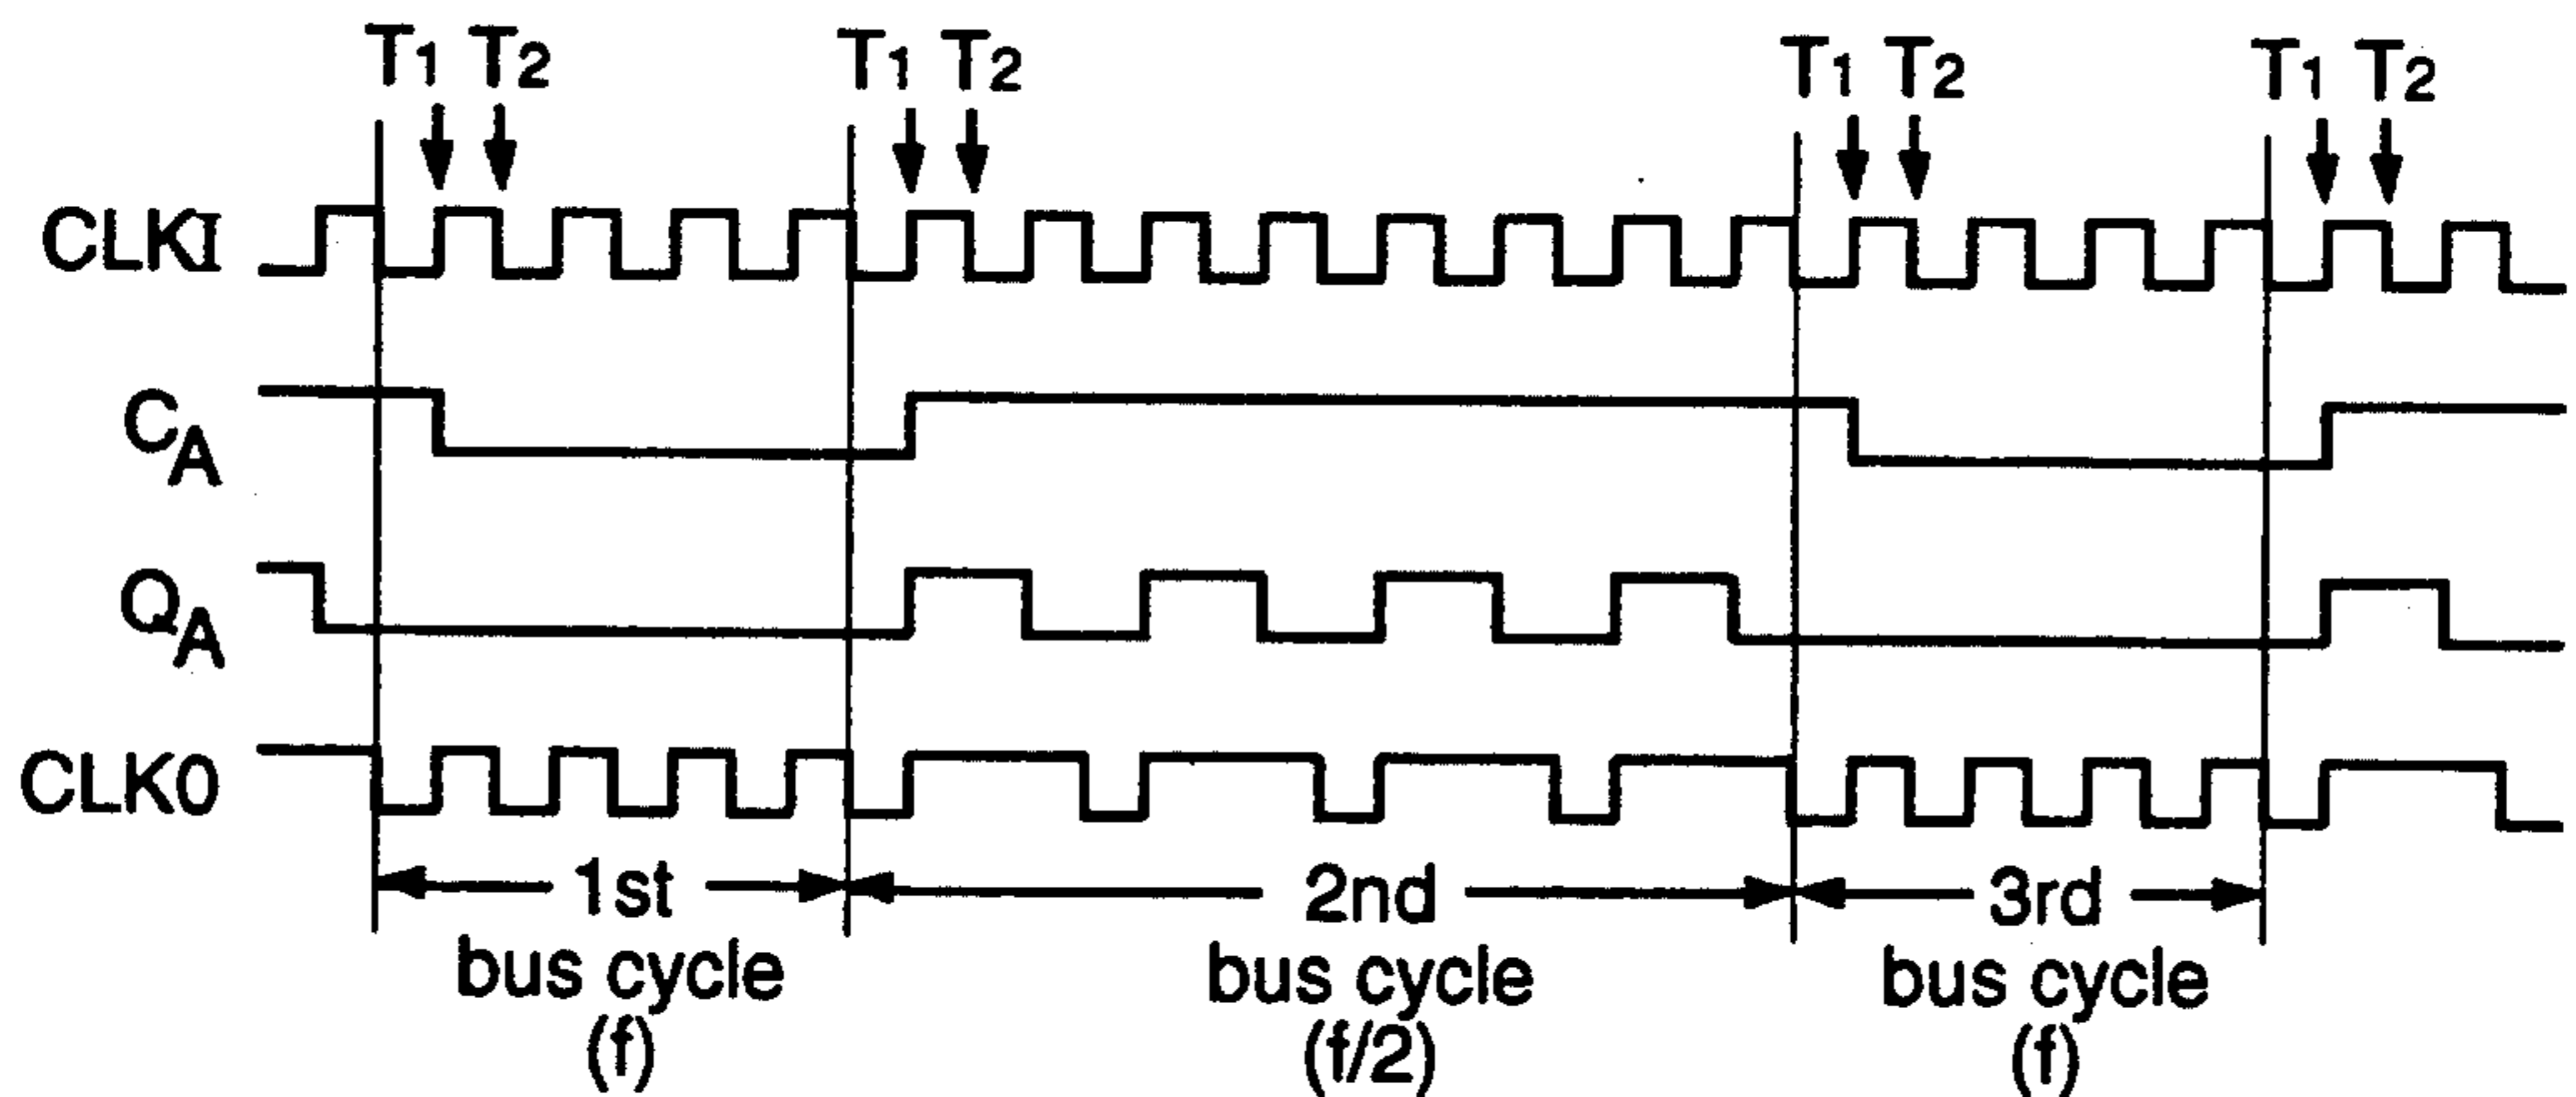 T1 T2 T1 T2 T1 T2 T1 T2
CLKI
CA
QA
CLK0
1st
bus cycle
(f)
2nd
bus cycle
(f/2)
3rd
bus cycle
(f)